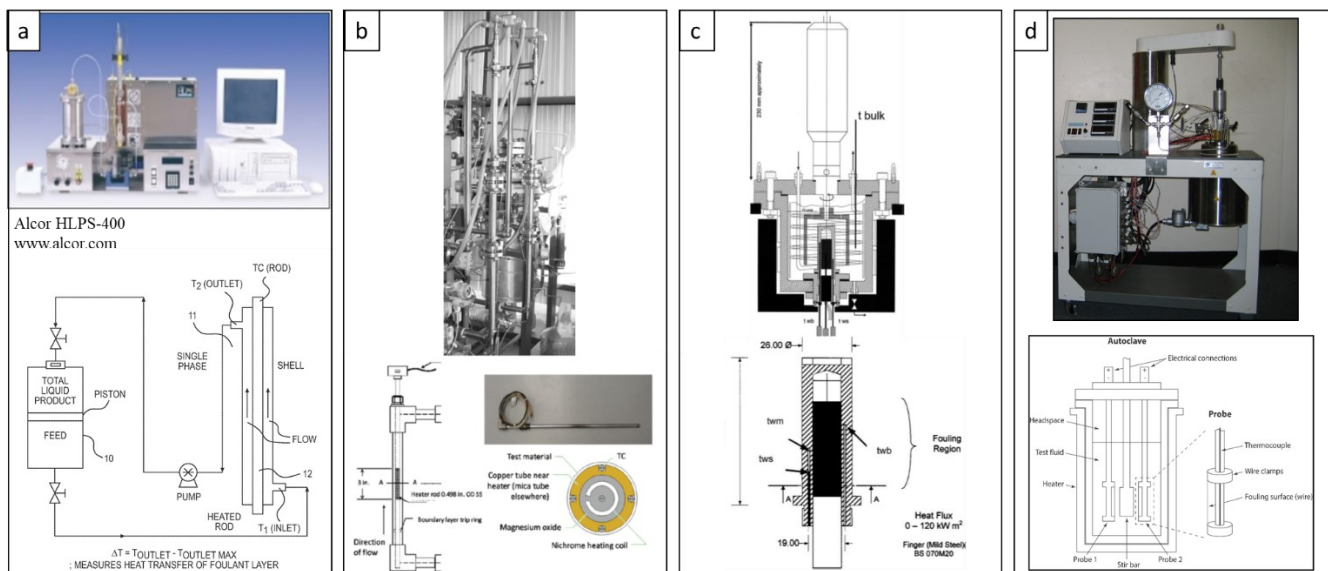 a
Alcor HLPS-400
www.alcor.com
TC (ROD)
T2 (OUTLET)
11
SINGLE
PHASE
SHELL
TOTAL
LIQUID
PRODUCT
PISTON
FEED
FLOW
10
12
PUMP
HEATED
ROD
T1 (INLET)
ΔT = TOUTLET - TOUTLET MAX
; MEASURES HEAT TRANSFER OF FOULANT LAYER
b
3 in.
A
A
Heater rod 0.498 in. OD SS
Boundary layer trip ring
Direction
of flow
Test material
TC
Copper tube near
heater (mica tube
elsewhere)
Magnesium oxide
Nichrome heating coil
c
230 mm approximately
t bulk
t wb
t ws
26.00 Ø
twm
tws
twb
Fouling
Region
A
A
Heat Flux
0 – 120 kW m2
19.00
Finger (Mild Steel)
BS 070M20
d
Autoclave
Electrical connections
Headspace
Test fluid
Heater
Probe
Thermocouple
Wire clamps
Fouling surface (wire)
Probe 1
Stir bar
Probe 2